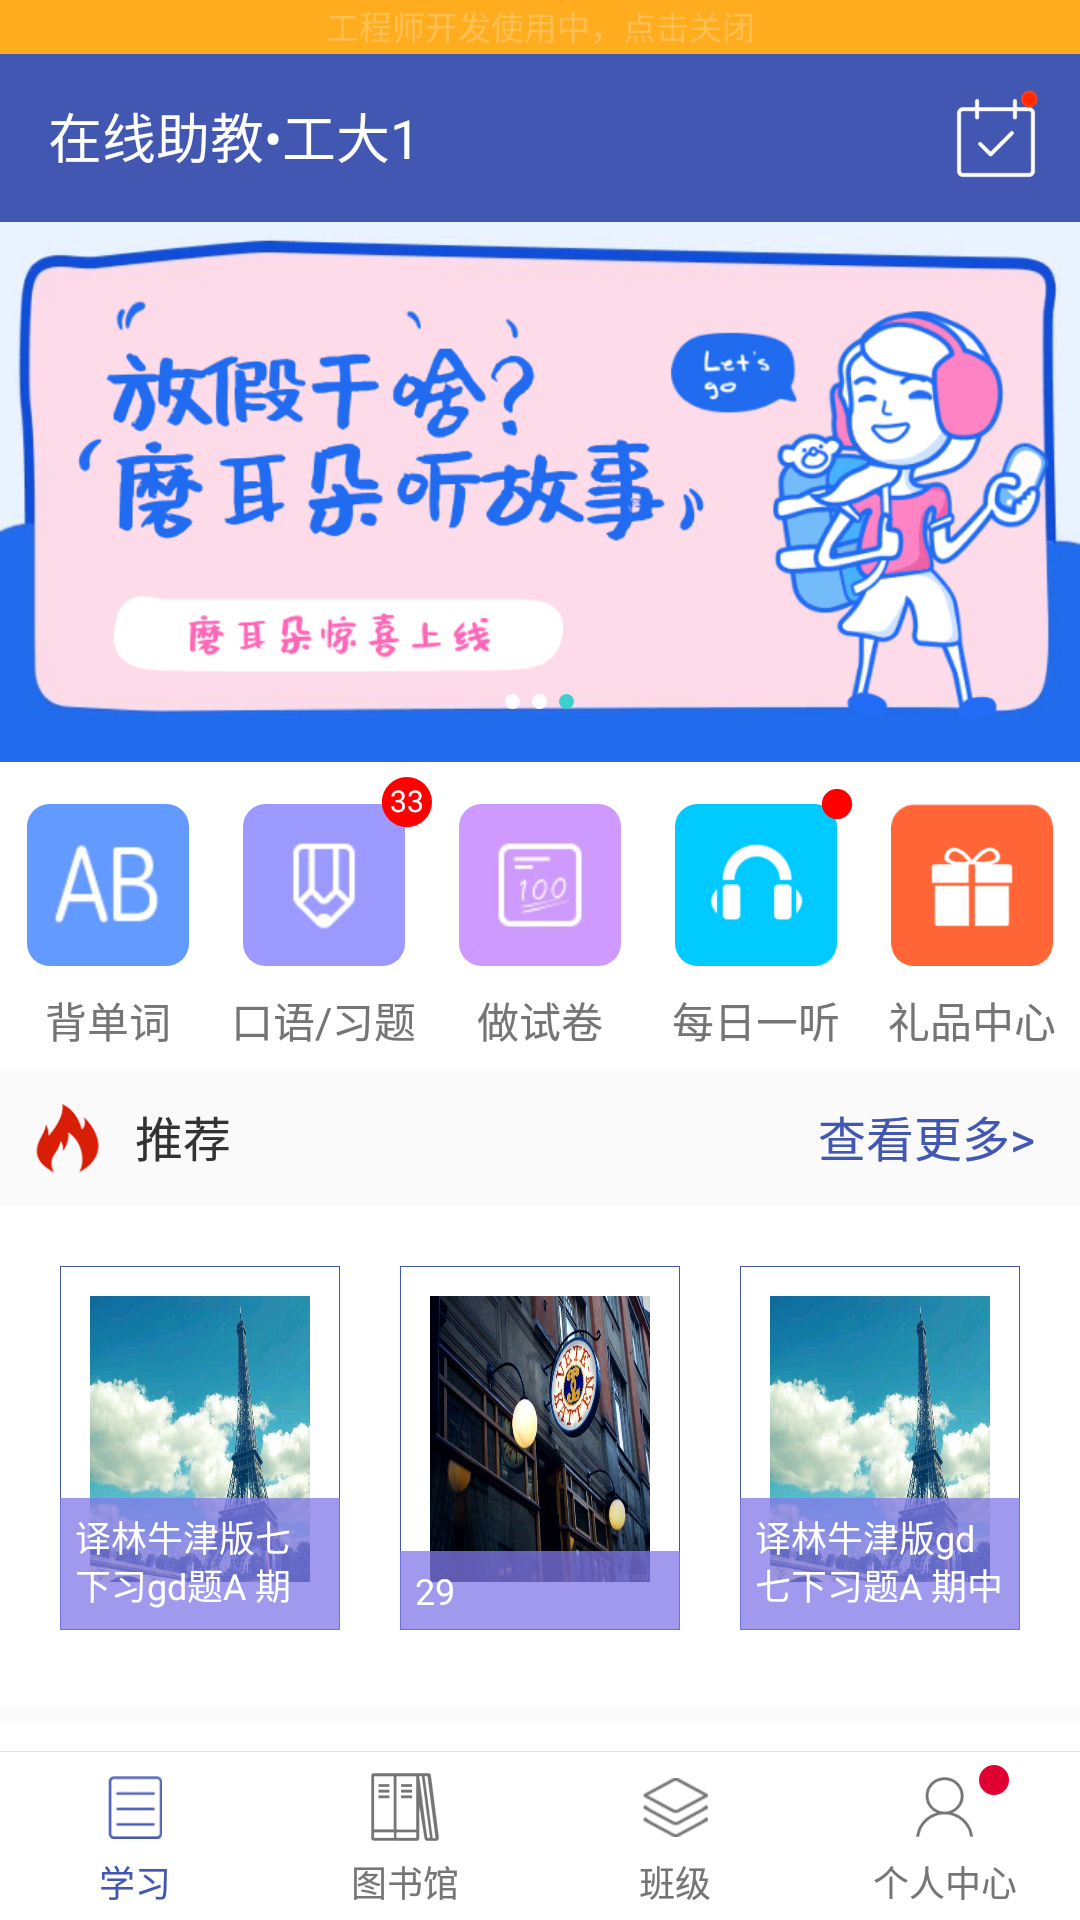 工程师开发使用中，点击关闭
在线助教•工大1
放假干啥？
磨耳朵听故事
Let's
go
磨耳朵惊喜上线
33
AB
100
背单词
口语/习题
做试卷
每日一听
礼品中心
推荐
查看更多>
VETE-
NATTEN
译林牛津版七
下习gd题A 期
29
译林牛津版gd
七下习题A 期中
学习
图书馆
班级
个人中心